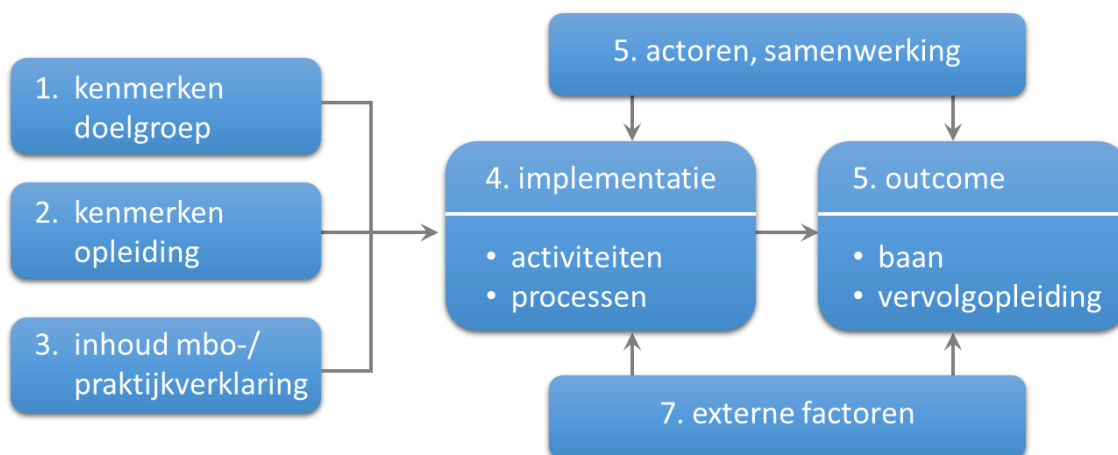 1. kenmerken
doelgroep
2. kenmerken
opleiding
3. inhoud mbo-/
praktijkverklaring
5. actoren, samenwerking
4. implementatie
• activiteiten
• processen
5. outcome
• baan
• vervolgopleiding
7. externe factoren